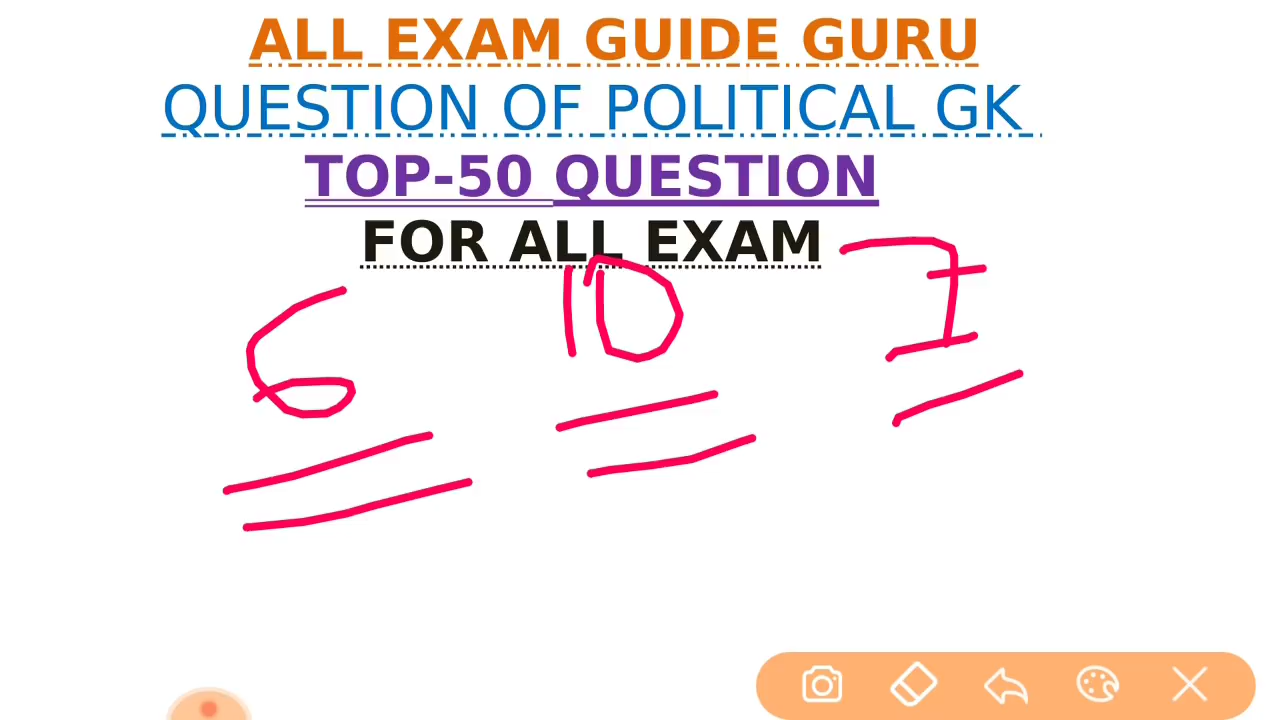 ALL EXAM GUIDE GURU
QUESTION OF POLITICAL GK
TOP-50 QUESTION
FOR ALL EXAM
6 10 7